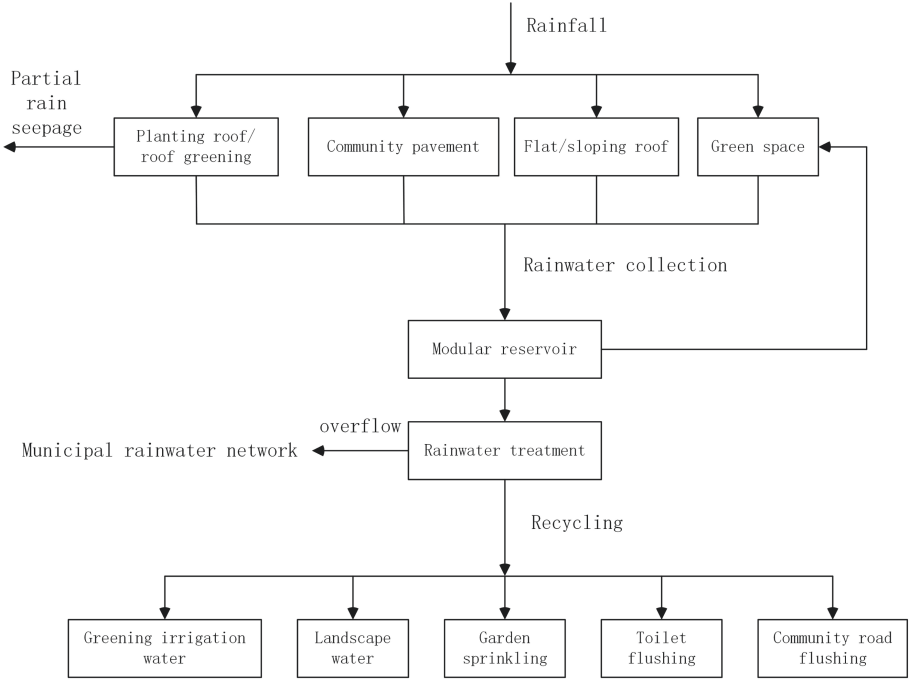 Rainfall
Partial
rain
seepage
Planting roof/
roof greening
Community pavement
Flat/sloping roof
Green space
Rainwater collection
Modular reservoir
overflow
Municipal rainwater network
Rainwater treatment
Recycling
Greening irrigation
water
Landscape
water
Garden
sprinkling
Toilet
flushing
Community road
flushing